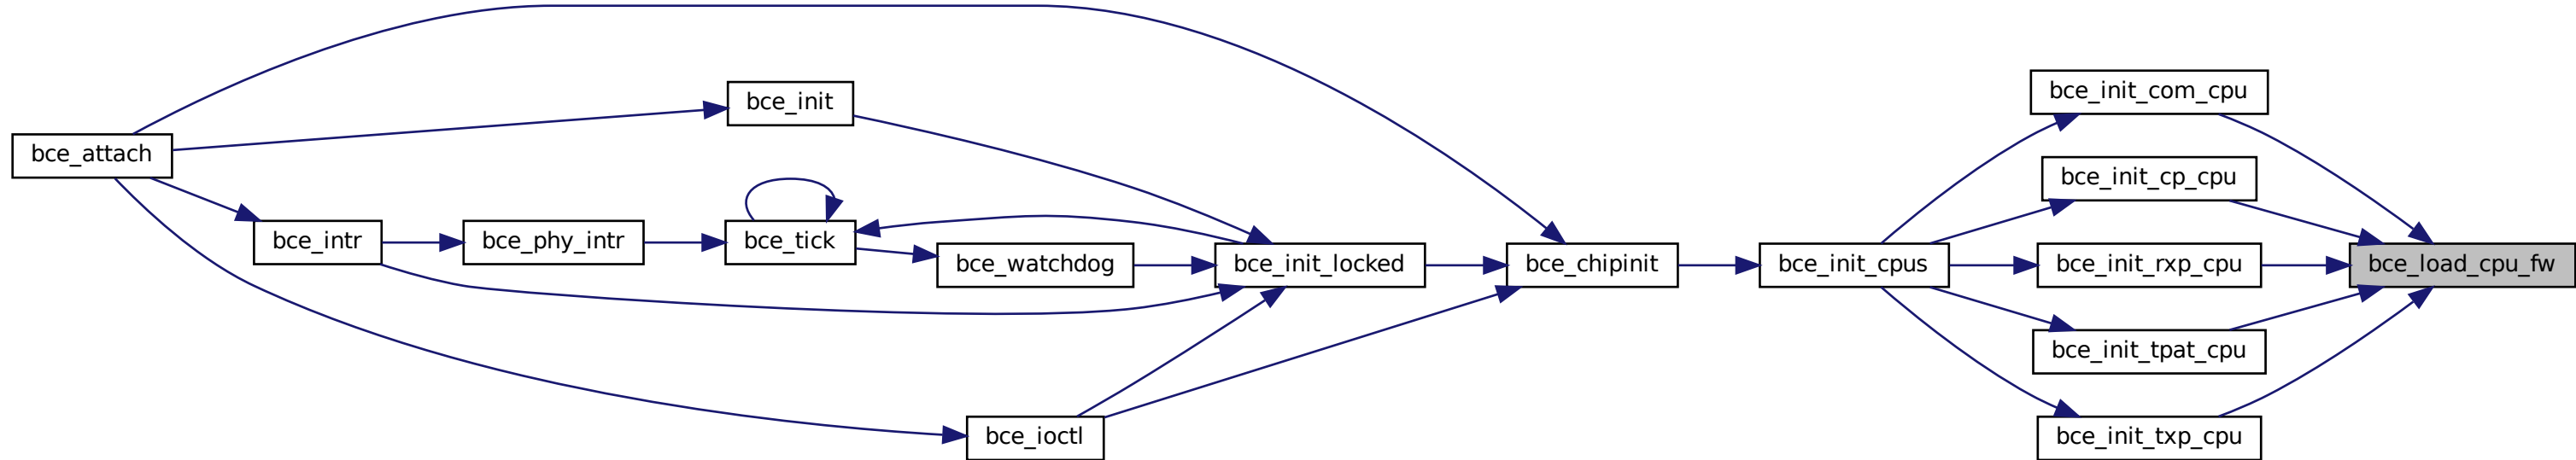 bce_attach
bce_init
bce_intr
bce_phy_intr
bce_tick
bce_watchdog
bce_ioctl
bce_init_locked
bce_chipinit
bce_init_cpus
bce_init_com_cpu
bce_init_cp_cpu
bce_init_rxp_cpu
bce_init_tpat_cpu
bce_init_txp_cpu
bce_load_cpu_fw